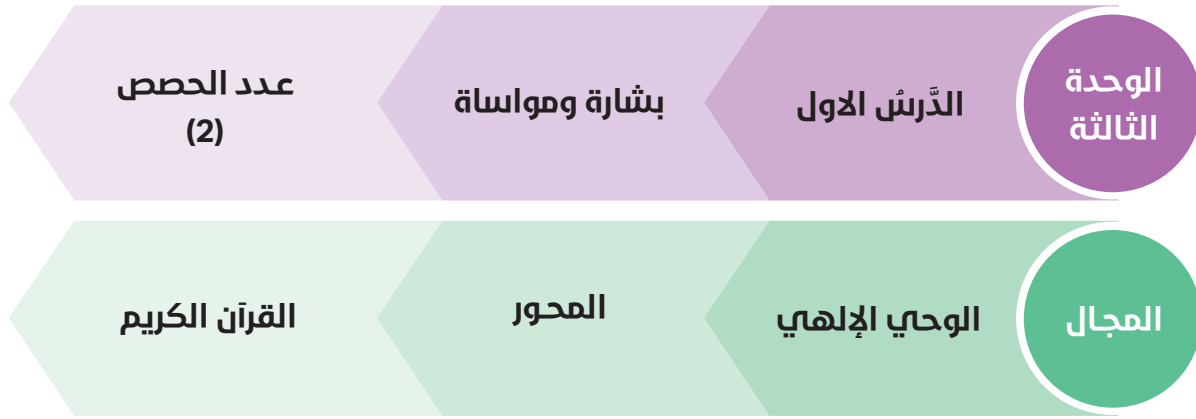 الوحدة
الثالثة
الدَّرسُ الاول
بشارة ومواساة
عدد الحصص
(2)
المجال
الوحي الإلهي
المحور
القرآن الكريم